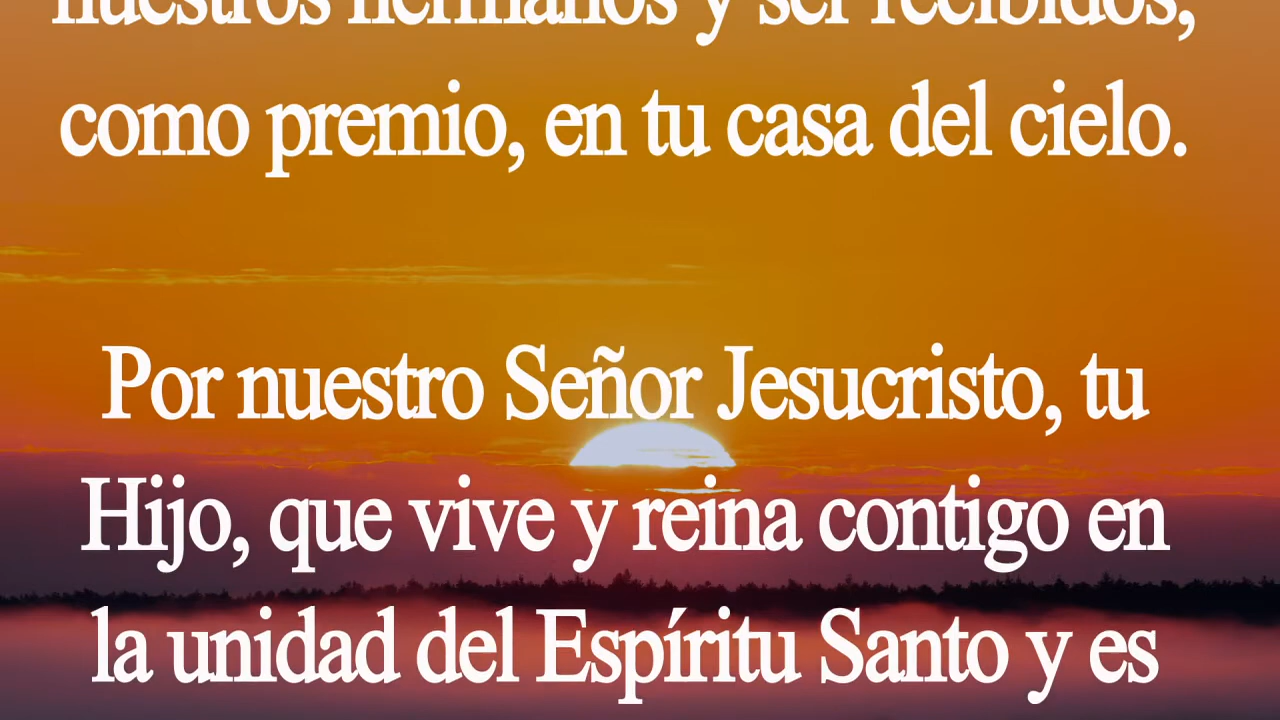 nuestros hermanos y ser recibidos,
como premio, en tu casa del cielo.
Por nuestro Señor Jesucristo, tu
Hijo, que vive y reina contigo en
la unidad del Espíritu Santo y es